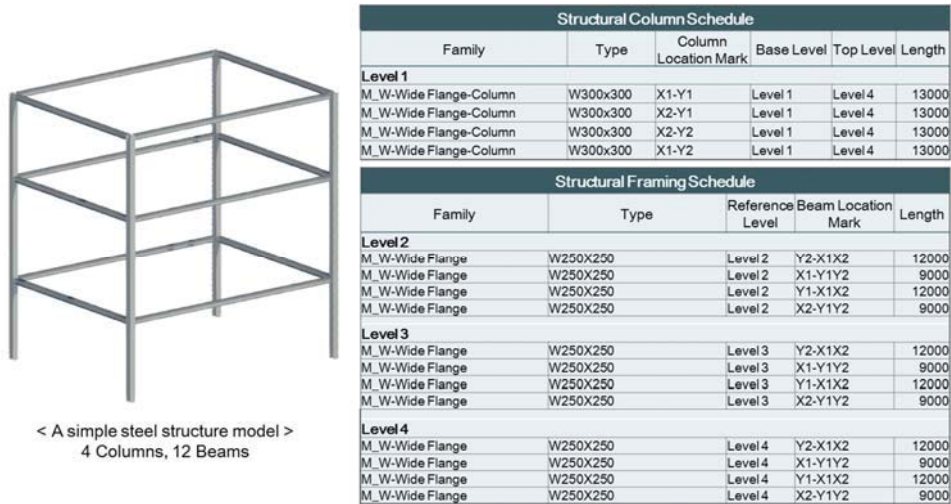 Structural Column Schedule
Family Type Column Location Mark Base Level Top Level Length
Level 1
M_W-Wide Flange-Column W300x300 X1-Y1 Level 1 Level 4 13000
M_W-Wide Flange-Column W300x300 X2-Y1 Level 1 Level 4 13000
M_W-Wide Flange-Column W300x300 X2-Y2 Level 1 Level 4 13000
M_W-Wide Flange-Column W300x300 X1-Y2 Level 1 Level 4 13000
Structural Framing Schedule
Family Type Reference Level Beam Location Mark Length
Level 2
M_W-Wide Flange W250X250 Level 2 Y2-X1X2 12000
M_W-Wide Flange W250X250 Level 2 X1-Y1Y2 9000
M_W-Wide Flange W250X250 Level 2 Y1-X1X2 12000
M_W-Wide Flange W250X250 Level 2 X2-Y1Y2 9000
Level 3
M_W-Wide Flange W250X250 Level 3 Y2-X1X2 12000
M_W-Wide Flange W250X250 Level 3 X1-Y1Y2 9000
M_W-Wide Flange W250X250 Level 3 Y1-X1X2 12000
M_W-Wide Flange W250X250 Level 3 X2-Y1Y2 9000
Level 4
M_W-Wide Flange W250X250 Level 4 Y2-X1X2 12000
M_W-Wide Flange W250X250 Level 4 X1-Y1Y2 9000
M_W-Wide Flange W250X250 Level 4 Y1-X1X2 12000
M_W-Wide Flange W250X250 Level 4 X2-Y1Y2 9000
< A simple steel structure model >
4 Columns, 12 Beams